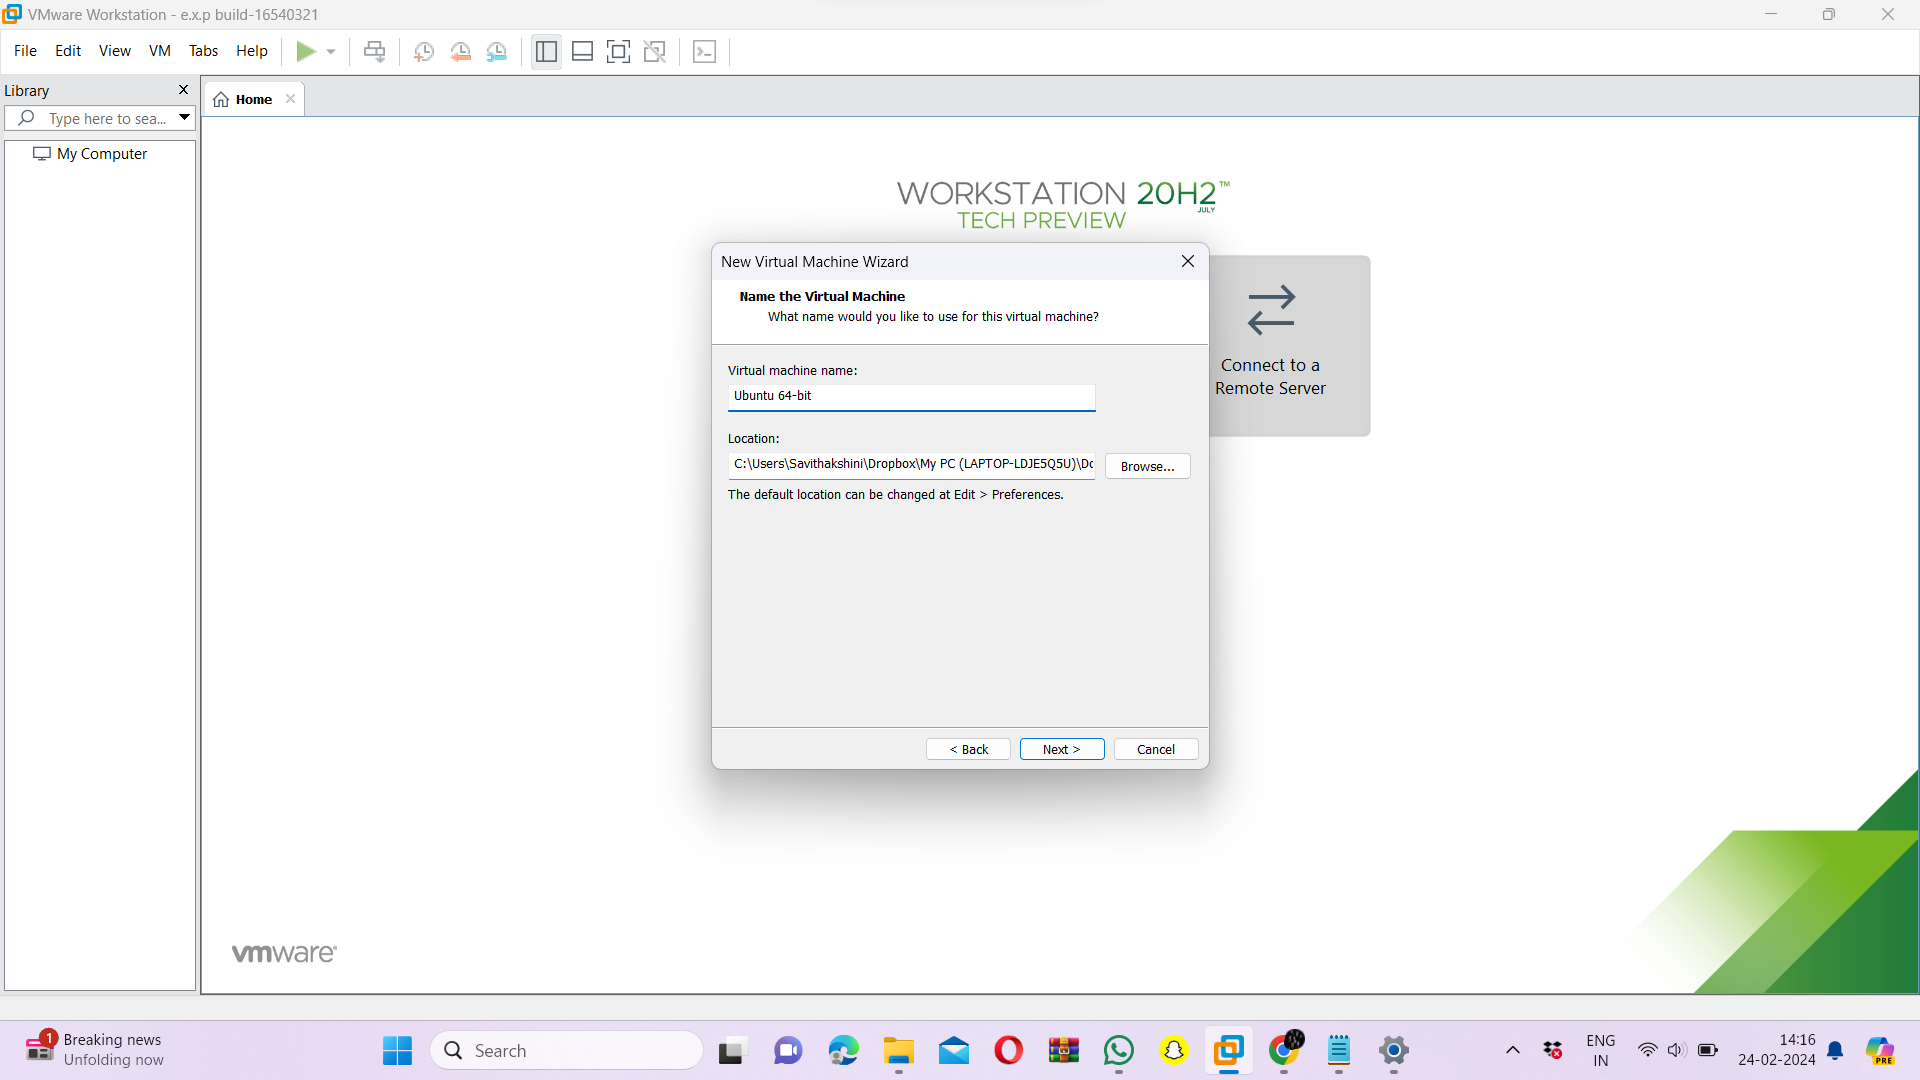 VMware Workstation - e.x.p build-16540321
File Edit View VM Tabs Help
Library
Type here to sea...
My Computer
Home
WORKSTATION 20H2™
JULY
TECH PREVIEW
New Virtual Machine Wizard
Name the Virtual Machine
What name would you like to use for this virtual machine?
Virtual machine name:
Ubuntu 64-bit
Location:
C:\Users\Savithakshini\Dropbox\My PC (LAPTOP-LDJE5Q5U)\Dc
Browse...
The default location can be changed at Edit > Preferences.
< Back Next > Cancel
Connect to a
Remote Server
vmware
1
Breaking news
Unfolding now
Search
ENG
IN
14:16
24-02-2024
PRE